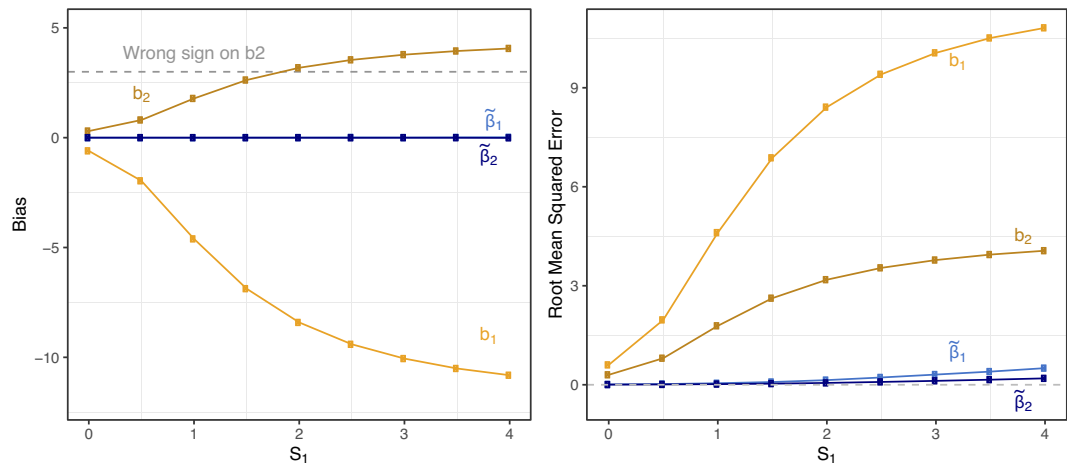 5
0
−5
−10
Bias
Wrong sign on b2
b₂
β̃₁
β̃₂
b₁
0
1
2
3
4
S₁
9
6
3
0
Root Mean Squared Error
b₁
b₂
β̃₁
β̃₂
0
1
2
3
4
S₁